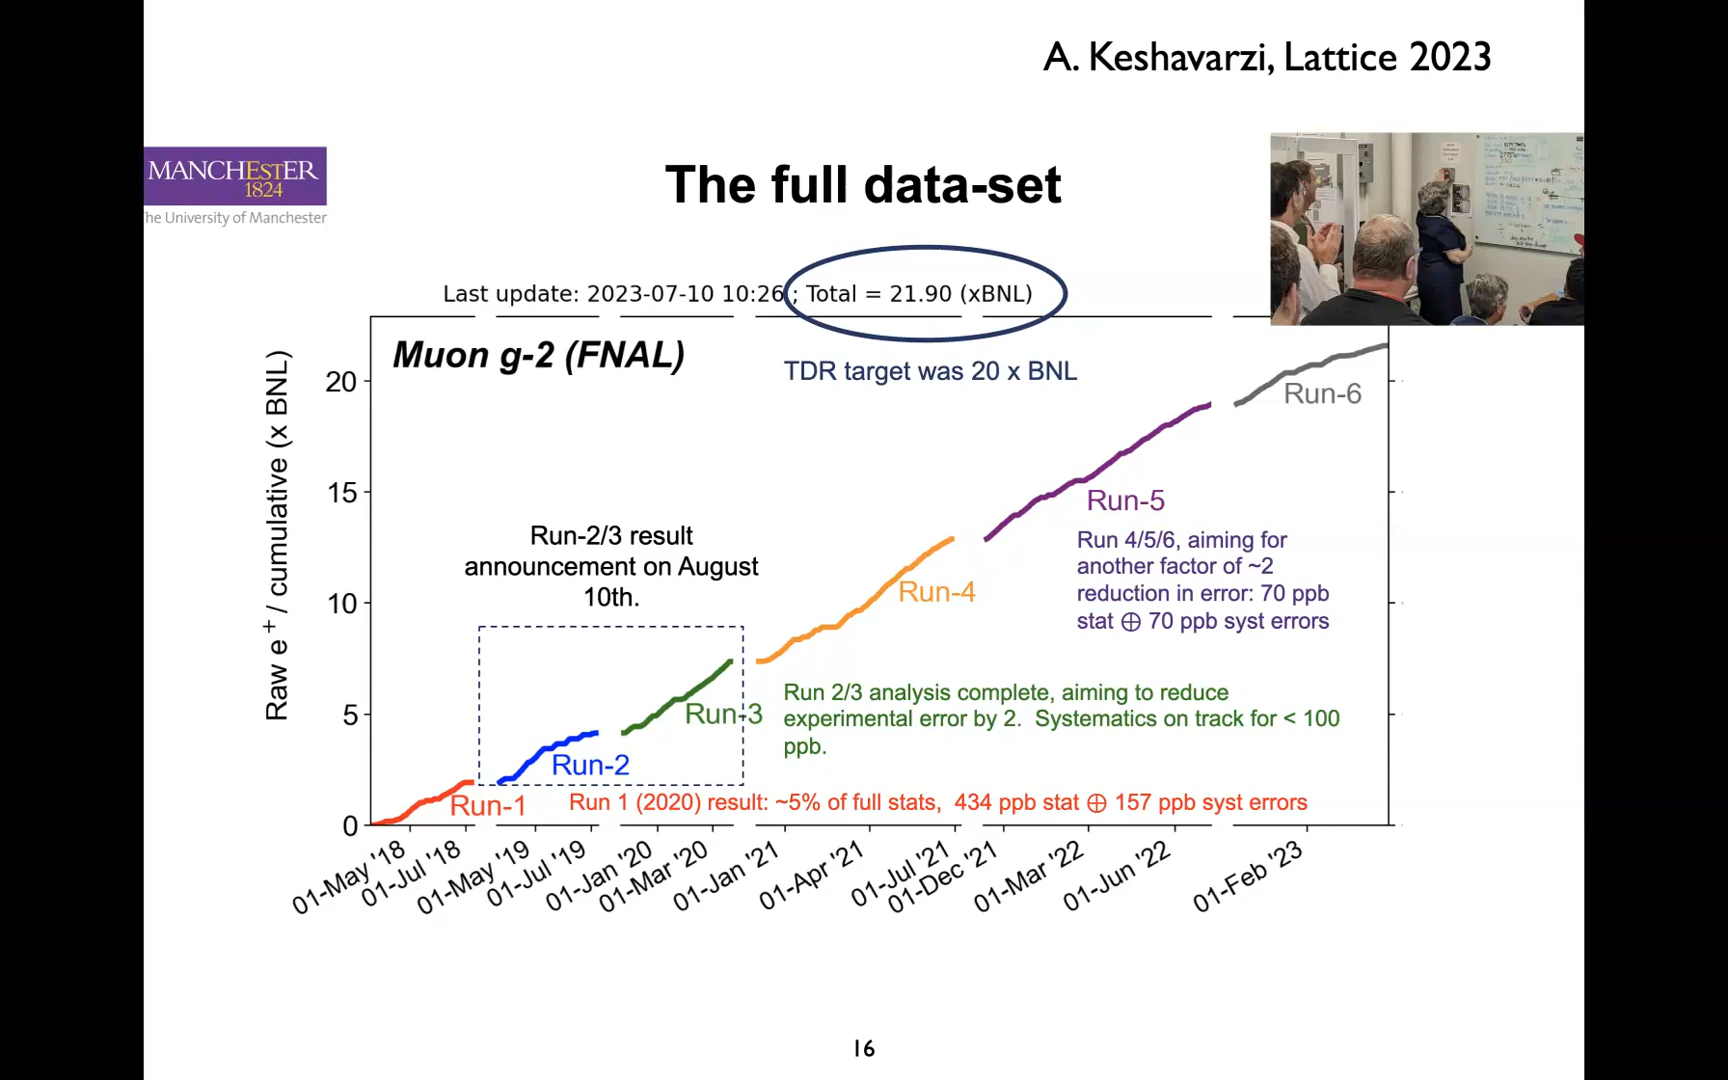 A. Keshavarzi, Lattice 2023
MANCHESTER
1824
The University of Manchester
The full data-set
Last update: 2023-07-10 10:26 ; Total = 21.90 (xBNL)
Muon g-2 (FNAL)
TDR target was 20 x BNL
Raw e⁺ / cumulative (x BNL)
20
15
10
5
0
Run-6
Run-5
Run 4/5/6, aiming for
another factor of ~2
reduction in error: 70 ppb
stat ⊕ 70 ppb syst errors
Run-2/3 result
announcement on August
10th.
Run-4
Run 2/3 analysis complete, aiming to reduce
experimental error by 2. Systematics on track for < 100
ppb.
Run-3
Run-2
Run-1
Run 1 (2020) result: ~5% of full stats, 434 ppb stat ⊕ 157 ppb syst errors
01-May '18
01-Jul '18
01-May '19
01-Jul '19
01-Jan '20
01-Mar '20
01-Jan '21
01-Apr '21
01-Jul '21
01-Dec '21
01-Mar '22
01-Jun '22
01-Feb '23
16